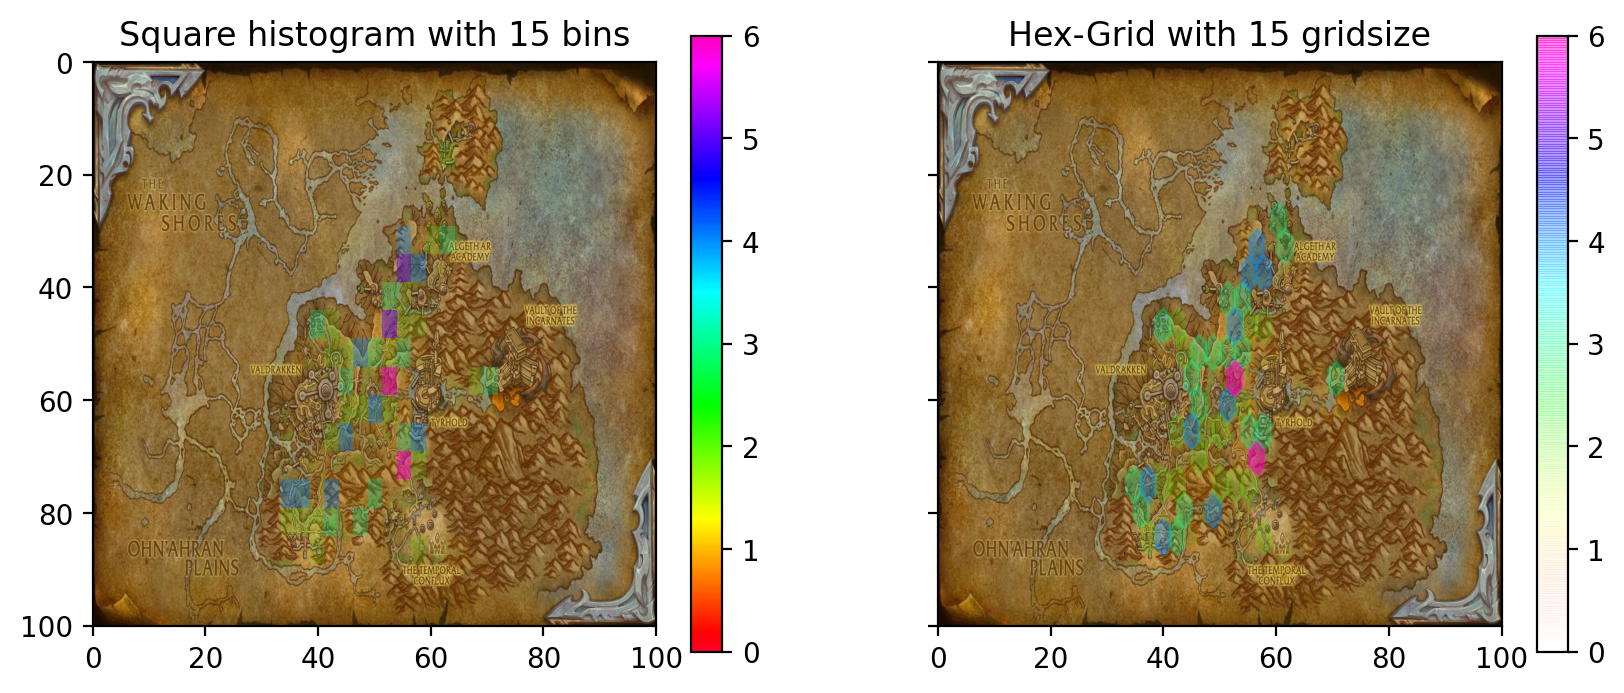 Square histogram with 15 bins
0
20
40
60
80
100
0
20
40
60
80
100
THE
WAKING
SHORES
ALGETH'AR
ACADEMY
VAULT OF THE
INCARNATES
VALDRAKKEN
TYRHOLD
OHN'AHRAN
PLAINS
THE TEMPORAL
CONFLUX
6
5
4
3
2
1
0
Hex-Grid with 15 gridsize
0
20
40
60
80
100
THE
WAKING
SHORES
ALGETH'AR
ACADEMY
VAULT OF THE
INCARNATES
VALDRAKKEN
TYRHOLD
OHN'AHRAN
PLAINS
THE TEMPORAL
CONFLUX
6
5
4
3
2
1
0